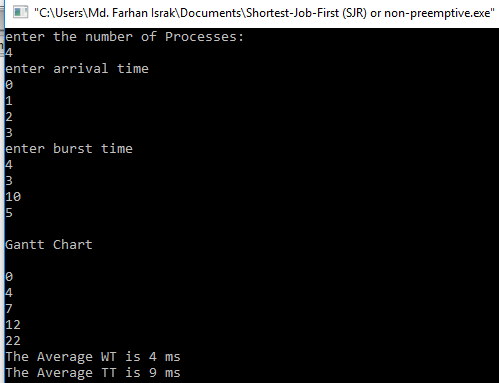 "C:\Users\Md. Farhan Israk\Documents\Shortest-Job-First (SJR) or non-preemptive.exe"
enter the number of Processes:
4
enter arrival time
0
1
2
3
enter burst time
4
3
10
5
Gantt Chart
0
4
7
12
22
The Average WT is 4 ms
The Average TT is 9 ms